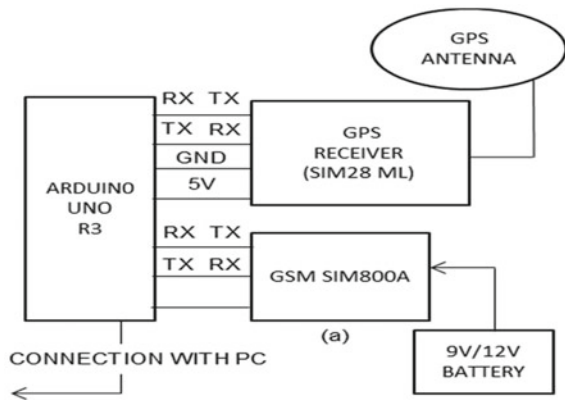 GPS
ANTENNA
RX TX
TX RX
GND
5V
GPS
RECEIVER
(SIM28 ML)
ARDUIN0
UNO
R3
RX TX
TX RX
GSM SIM800A
(a)
CONNECTION WITH PC
9V/12V
BATTERY